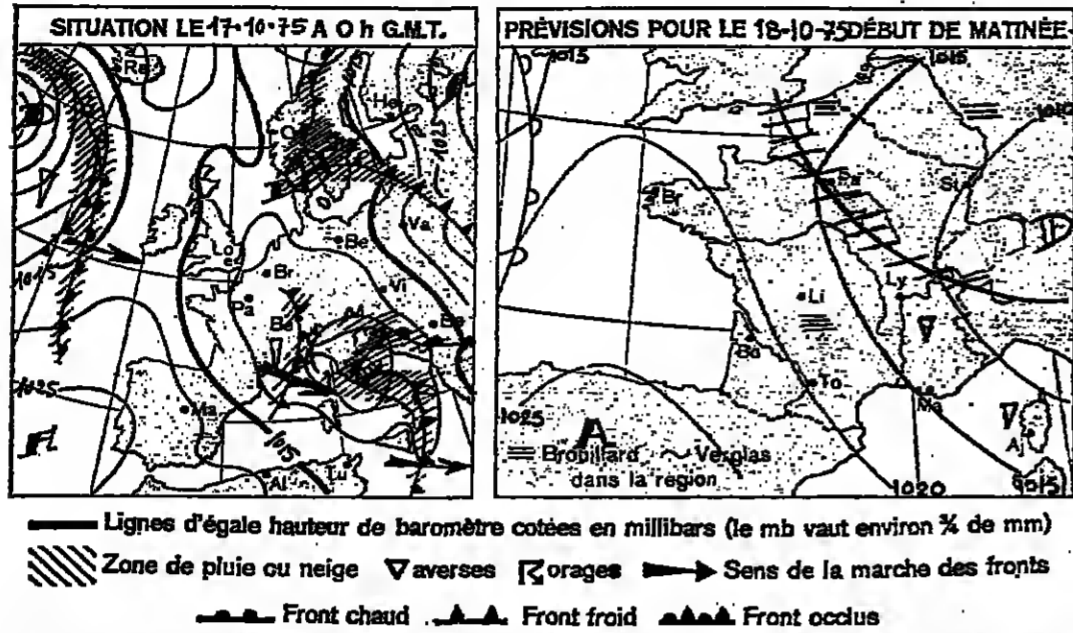 SITUATION LE 17-10-75 A 0 h G.M.T.
Re
He
1025
Lo
Be
Va
Br
Pa
Vi
1015
1025
Ma
1015
Al
Tu
PRÉVISIONS POUR LE 18-10-75 DÉBUT DE MATINÉE
1015
1015
1010
Br
St
Li
Ly
Bo
To
Ma
1025
A
Aj
Brouillard Verglas
dans la région
1020
1015
Lignes d'égale hauteur de baromètre cotées en millibars (le mb vaut environ ¾ de mm)
Zone de pluie ou neige averses orages Sens de la marche des fronts
Front chaud Front froid Front occlus